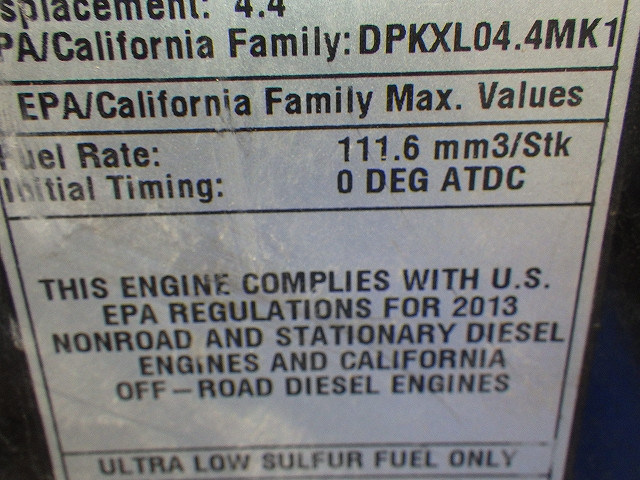 splacement: 4.4
PA/California Family: DPKXL04.4MK1
EPA/California Family Max. Values
Fuel Rate: 111.6 mm3/Stk
Initial Timing: 0 DEG ATDC
THIS ENGINE COMPLIES WITH U.S.
EPA REGULATIONS FOR 2013
NONROAD AND STATIONARY DIESEL
ENGINES AND CALIFORNIA
OFF-ROAD DIESEL ENGINES
ULTRA LOW SULFUR FUEL ONLY